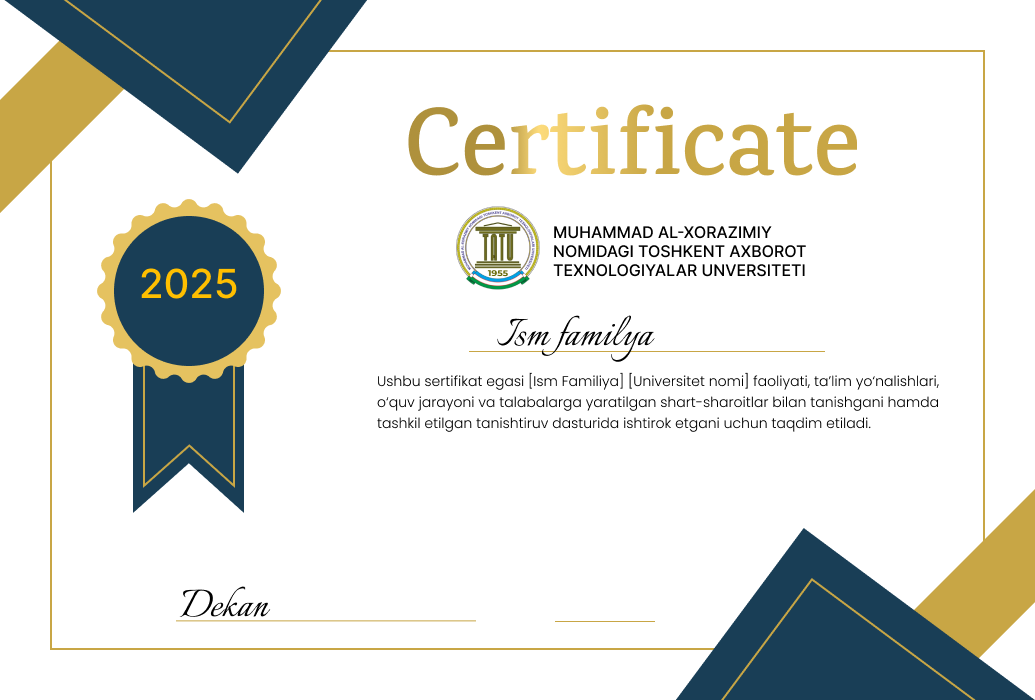 Certificate
2025
1955
MUHAMMAD AL-XORAZIMIY
NOMIDAGI TOSHKENT AXBOROT
TEXNOLOGIYALAR UNVERSITETI
Ism familya
Ushbu sertifikat egasi [Ism Familiya] [Universitet nomi] faoliyati, ta’lim yo’nalishlari,
o’quv jarayoni va talabalarga yaratilgan shart-sharoitlar bilan tanishgani hamda
tashkil etilgan tanishtiruv dasturida ishtirok etgani uchun taqdim etiladi.
Dekan